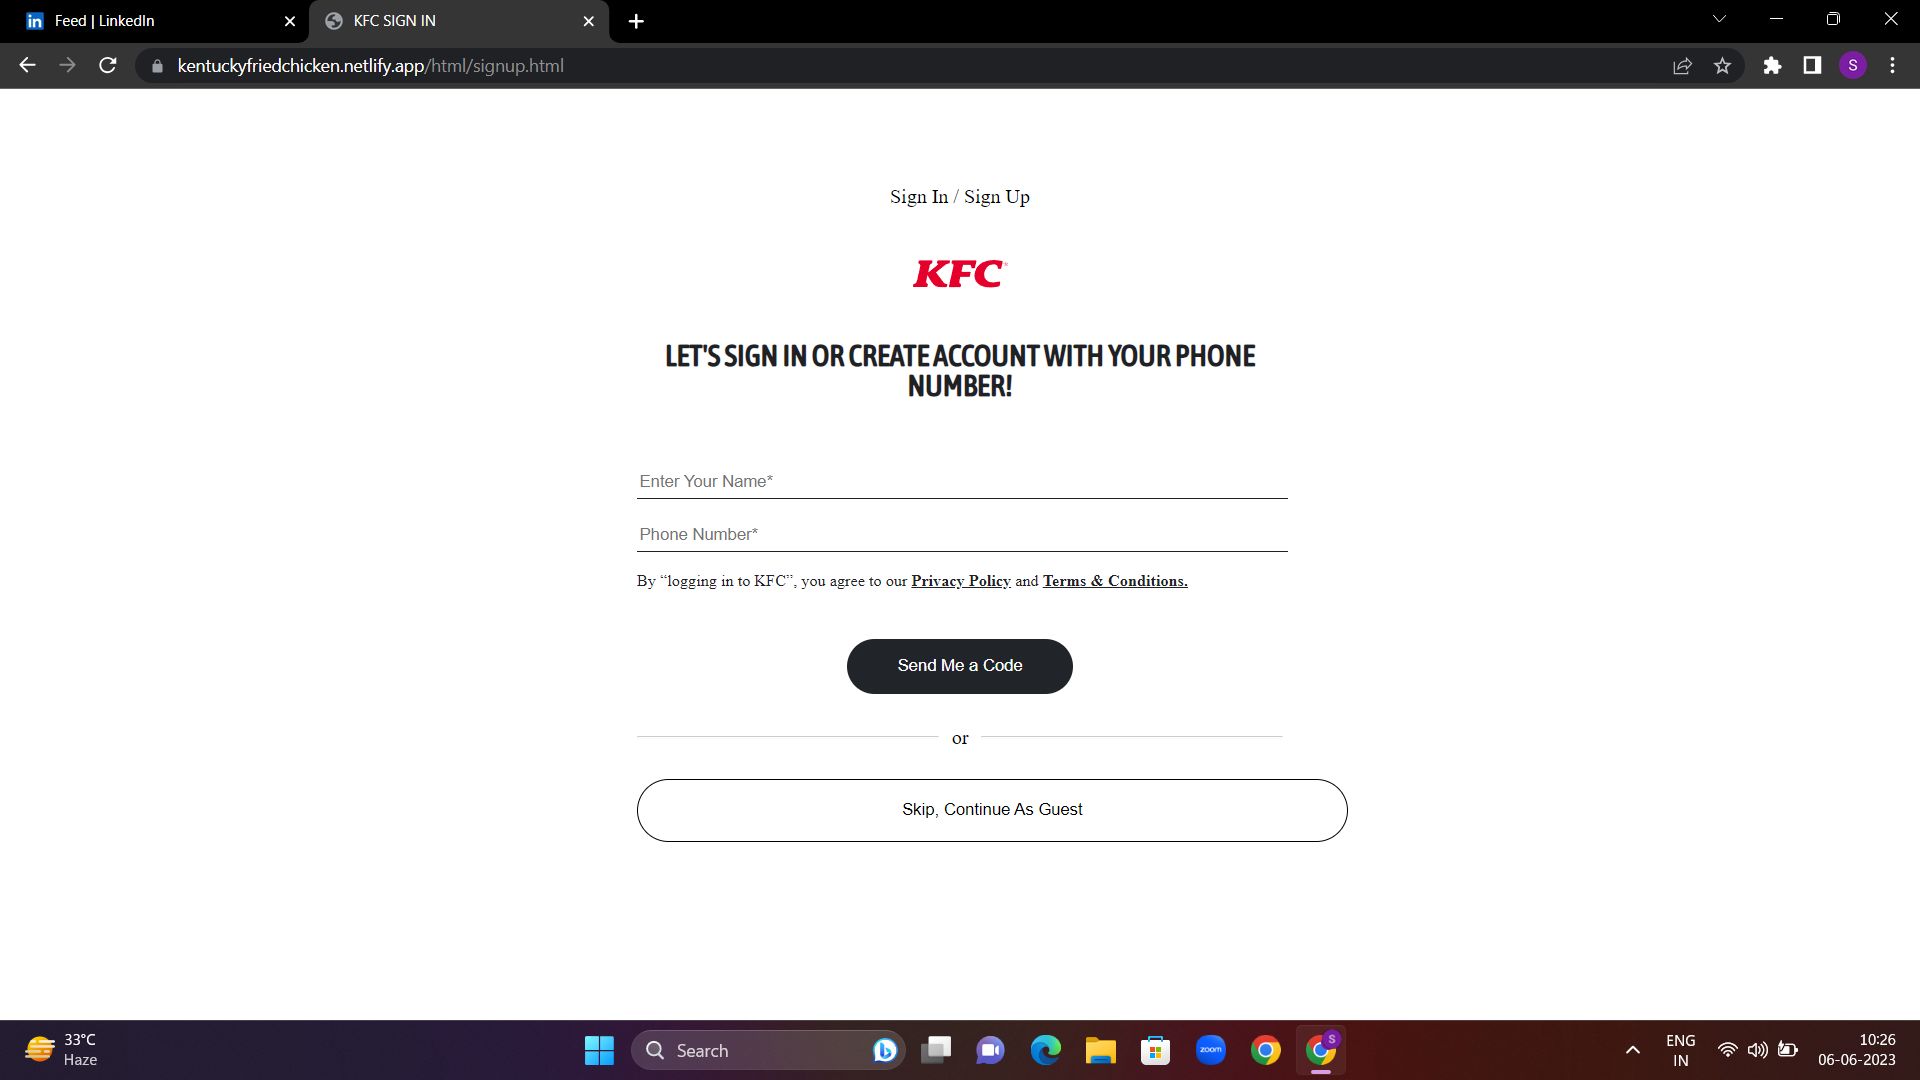 Feed | LinkedIn
KFC SIGN IN
kentuckyfriedchicken.netlify.app/html/signup.html
S
Sign In / Sign Up
KFC
LET'S SIGN IN OR CREATE ACCOUNT WITH YOUR PHONE
NUMBER!
Enter Your Name*
Phone Number*
By “logging in to KFC”, you agree to our Privacy Policy and Terms & Conditions.
Send Me a Code
or
Skip, Continue As Guest
33°C
Haze
Search
zoom
S
ENG
IN
10:26
06-06-2023